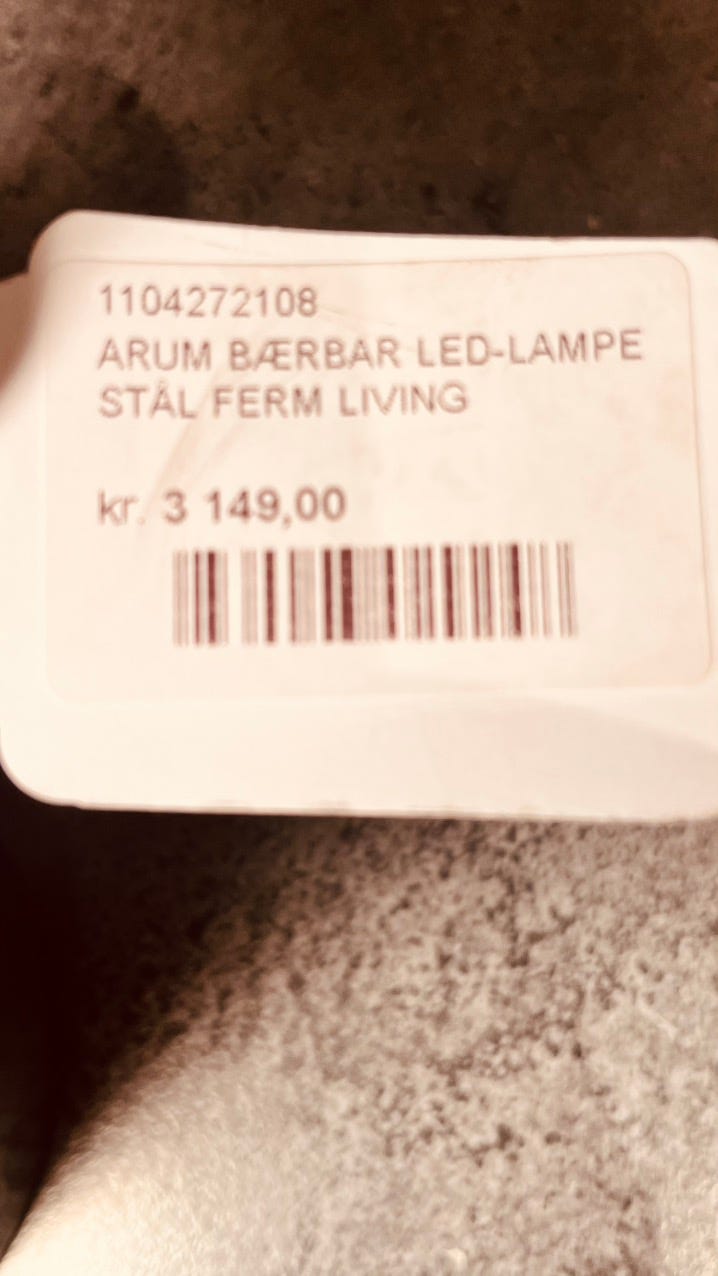 1104272108
ARUM BÆRBAR LED-LAMPE
STÅL FERM LIVING
kr. 3 149,00